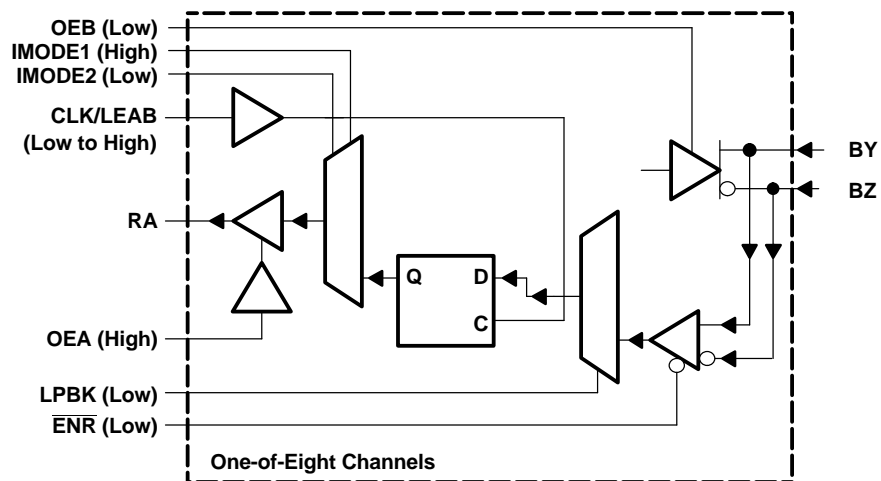 OEB (Low)
IMODE1 (High)
IMODE2 (Low)
CLK/LEAB
(Low to High)
BY
BZ
RA
Q
D
C
OEA (High)
LPBK (Low)
ENR (Low)
One-of-Eight Channels